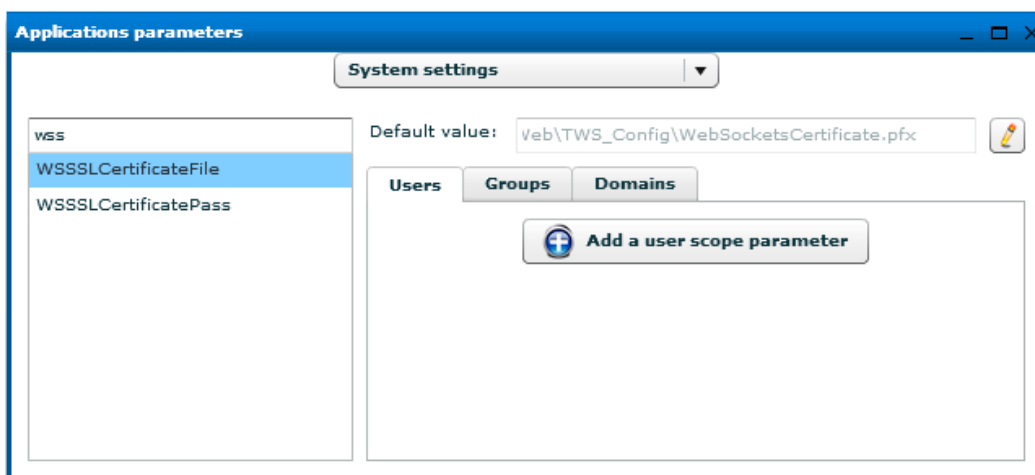 Applications parameters
System settings
wss
WSSSLCertificateFile
WSSSLCertificatePass
Default value:
Web\TWS_Config\WebSocketsCertificate.pfx
Users
Groups
Domains
Add a user scope parameter